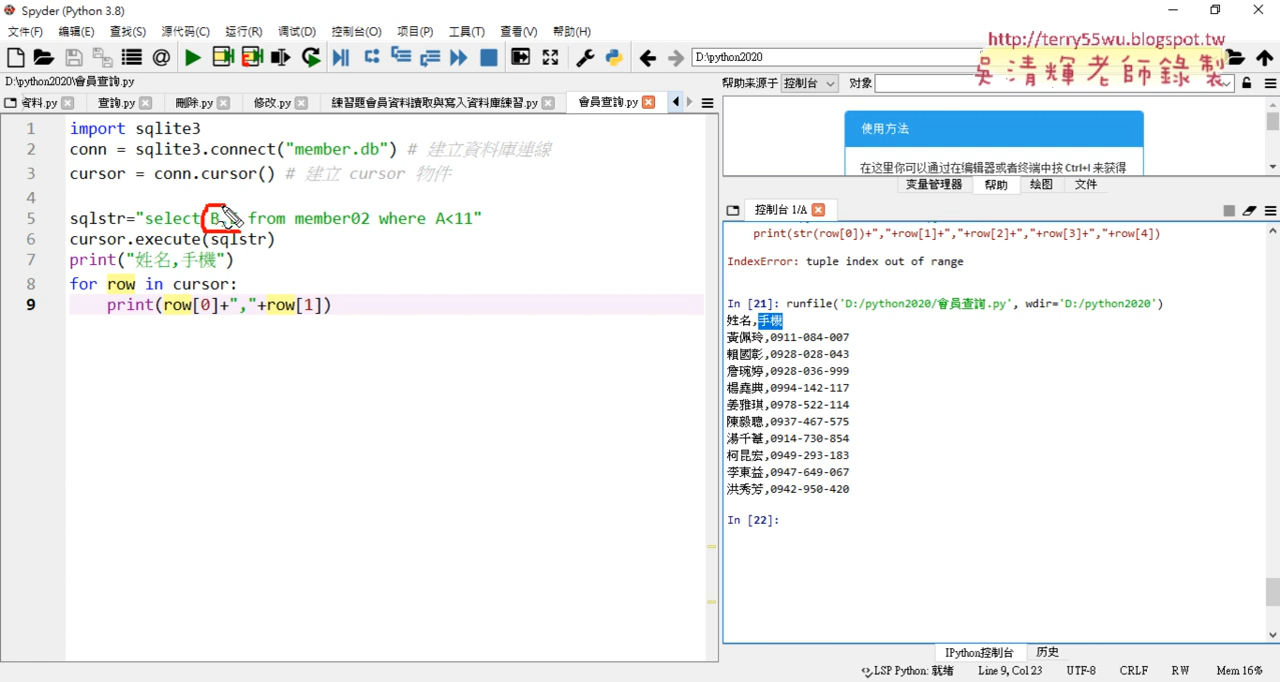 Spyder (Python 3.8)
文件(F) 编辑(E) 查找(S) 源代码(C) 运行(R) 调试(D) 控制台(O) 项目(P) 工具(T) 查看(V) 帮助(H)
D:\python2020
http://terry55wu.blogspot.tw
吳清輝老師錄製
D:\python2020\會員查詢.py
資料.py 查詢.py 刪除.py 修改.py 練習題會員資料讀取與寫入資料庫練習.py 會員查詢.py
1 import sqlite3
2 conn = sqlite3.connect("member.db") # 建立資料庫連線
3 cursor = conn.cursor() # 建立 cursor 物件
4
5 sqlstr="select B, from member02 where A<11"
6 cursor.execute(sqlstr)
7 print("姓名,手機")
8 for row in cursor:
9 print(row[0]+","+row[1])
帮助来源于 控制台 对象
使用方法
在这里你可以通过在编辑器或者终端中按 Ctrl+I 来获得
变量管理器 帮助 绘图 文件
控制台 1/A
print(str(row[0])+","+row[1]+","+row[2]+","+row[3]+","+row[4])
IndexError: tuple index out of range
In [21]: runfile('D:/python2020/會員查詢.py', wdir='D:/python2020')
姓名,手機
黃佩玲,0911-084-007
賴國彰,0928-028-043
詹琬婷,0928-036-999
楊堯典,0994-142-117
姜雅琪,0978-522-114
陳毅聰,0937-467-575
湯千菙,0914-730-854
柯昆宏,0949-293-183
李東益,0947-649-067
洪秀芳,0942-950-420
In [22]:
IPython控制台 历史
LSP Python: 就绪 Line 9, Col 23 UTF-8 CRLF RW Mem 16%